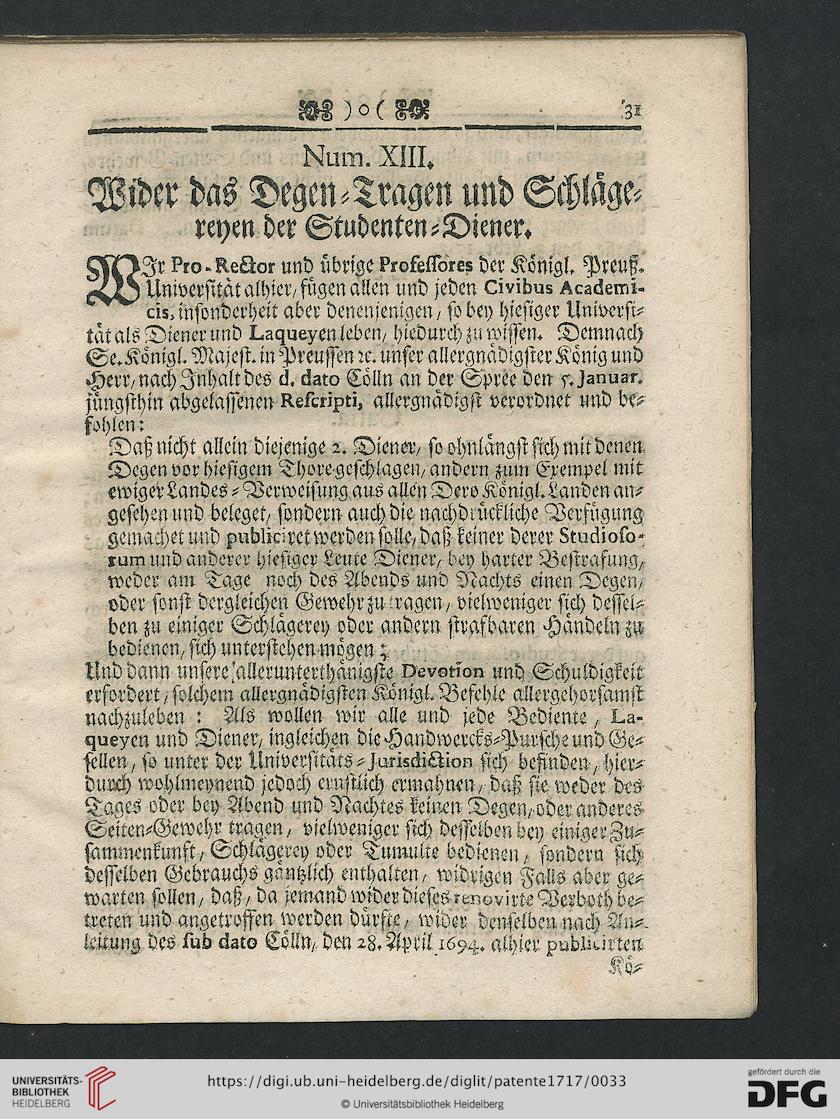 ) o ( 31
Num. XIII.
Wider das Degen-Tragen und Schläge-
reyen der Studenten-Diener.
WIr Pro-Rector und übrige Professores der Königl. Preuß.
Universität alhier, fügen allen und jeden Civibus Academi-
cis, insonderheit aber denenjenigen, so bey hiesiger Universi-
tät als Diener und Laqueyen leben, hiedurch zu wissen. Demnach
Se. Königl. Majest. in Preussen ꝛc. unser allergnädigster König und
Herr, nach Inhalt des d. dato Cölln an der Spree den 5. Januar.
jüngsthin abgelassenen Rescripti, allergnädigst verordnet und be-
fohlen:
Daß nicht allein diejenige 2. Diener, so ohnlängst sich mit denen
Degen vor hiesigem Thore geschlagen, andern zum Exempel mit
ewiger Landes-Verweisung aus allen Dero Königl. Landen an-
gesehen und beleget, sondern auch die nachdrückliche Verfügung
gemachet und publiciret werden solle, daß keiner derer Studioso-
rum und anderer hiesiger Leute Diener, bey harter Bestrafung,
weder am Tage noch des Abends und Nachts einen Degen,
oder sonst dergleichen Gewehr zu tragen, vielweniger sich dessel-
ben zu einiger Schlägerey oder andern strafbaren Händeln zu
bedienen, sich unterstehen mögen;
Und dann unsere allerunterthänigste Devotion und Schuldigkeit
erfordert, solchem allergnädigsten Königl. Befehle allergehorsamst
nachzuleben : Als wollen wir alle und jede Bediente, La-
queyen und Diener, ingleichen die Handwercks-Pursche und Ge-
sellen, so unter der Universitäts-Jurisdiction sich befinden, hier-
durch wohlmeynend jedoch ernstlich ermahnen, daß sie weder des
Tages oder bey Abend und Nachtes keinen Degen, oder anderes
Seiten-Gewehr tragen, vielweniger sich desselben bey einiger Zu-
sammenkunft, Schlägerey oder Tumulte bedienen, sondern sich
desselben Gebrauchs gäntzlich enthalten, widrigen Falls aber ge-
warten sollen, daß, da jemand wider dieses renovirte Verboth be-
treten und angetroffen werden dürfte, wider denselben nach An-
leitung des sub dato Cölln, den 28. April 1694. alhier publicirten
Kö-
UNIVERSITÄTS-
BIBLIOTHEK
HEIDELBERG
https://digi.ub.uni-heidelberg.de/diglit/patente1717/0033
© Universitätsbibliothek Heidelberg
gefördert durch die
DFG